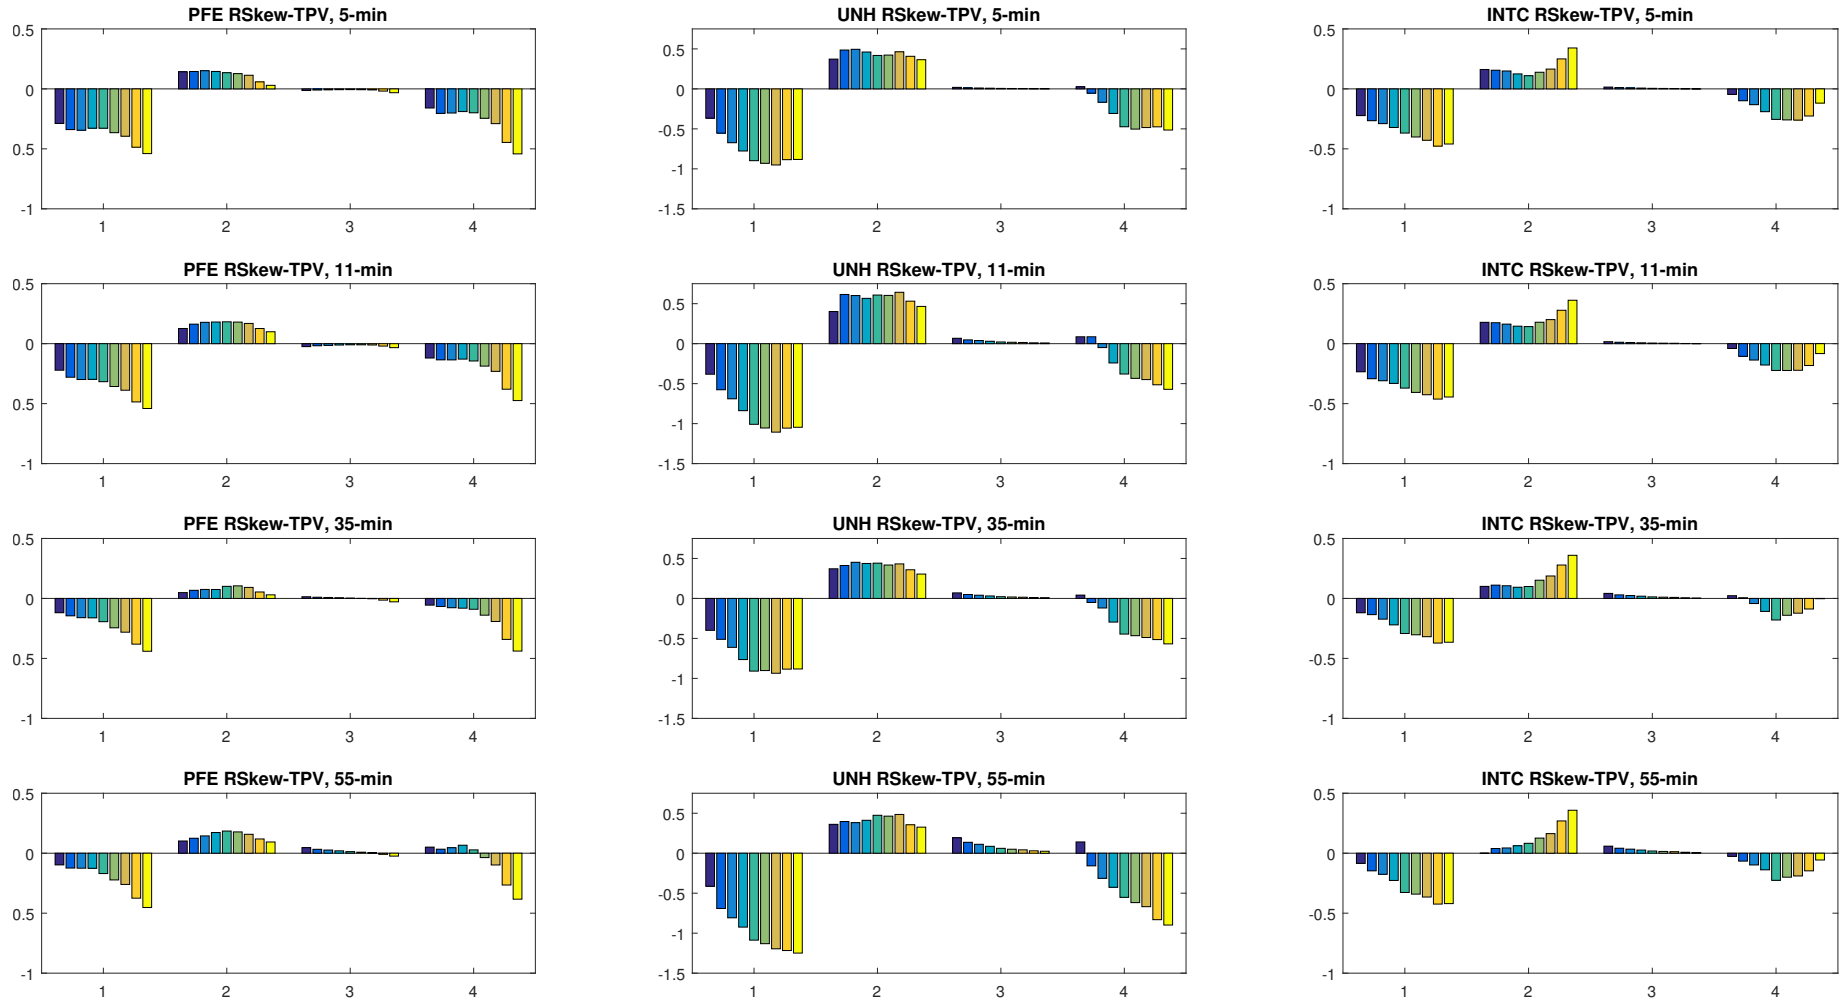 PFE RSkew-TPV, 5-min
0.5
0
0.5
-1
1 2 3 4
UNH RSkew-TPV, 5-min
0.5
0
-0.5
-1
-1.5
1 2 3 4
INTC RSkew-TPV, 5-min
0.5
0
-0.5
-1
1 2 3 4
PFE RSkew-TPV, 11-min
0.5
0
0.5
-1
1 2 3 4
UNH RSkew-TPV, 11-min
0.5
0
-0.5
-1
-1.5
1 2 3 4
INTC RSkew-TPV, 11-min
0.5
0
-0.5
-1
1 2 3 4
PFE RSkew-TPV, 35-min
0.5
0
0.5
-1
1 2 3 4
UNH RSkew-TPV, 35-min
0.5
0
-0.5
-1
-1.5
1 2 3 4
INTC RSkew-TPV, 35-min
0.5
0
-0.5
-1
1 2 3 4
PFE RSkew-TPV, 55-min
0.5
0
0.5
-1
1 2 3 4
UNH RSkew-TPV, 55-min
0.5
0
-0.5
-1
-1.5
1 2 3 4
INTC RSkew-TPV, 55-min
0.5
0
-0.5
-1
1 2 3 4